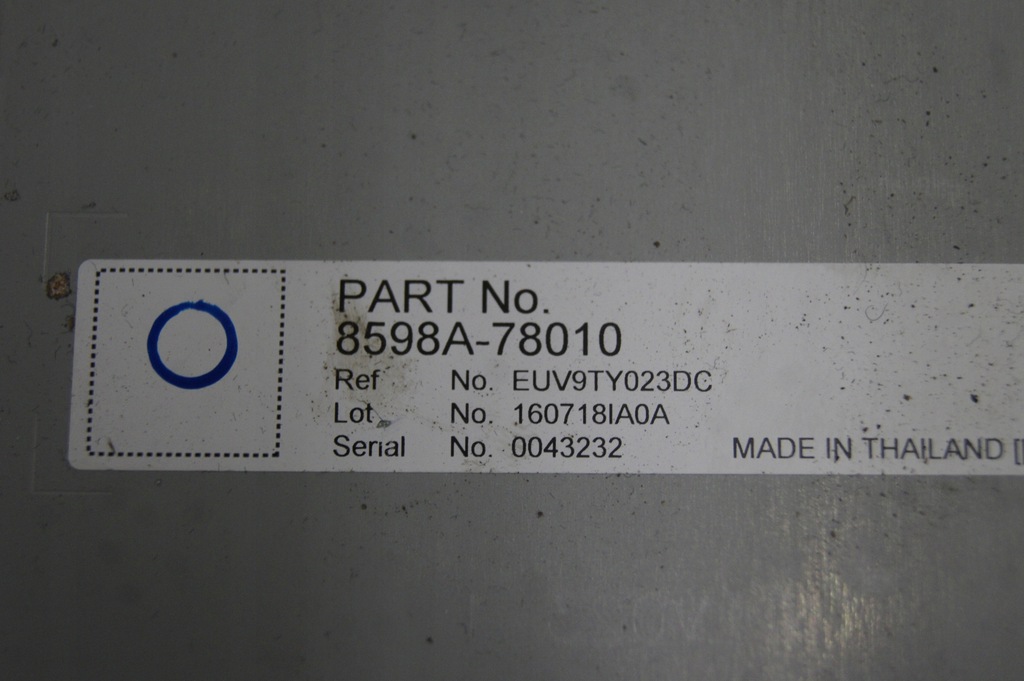 PART No.
8598A-78010
Ref No. EUV9TY023DC
Lot No. 160718IA0A
Serial No. 0043232
MADE IN THAILAND [